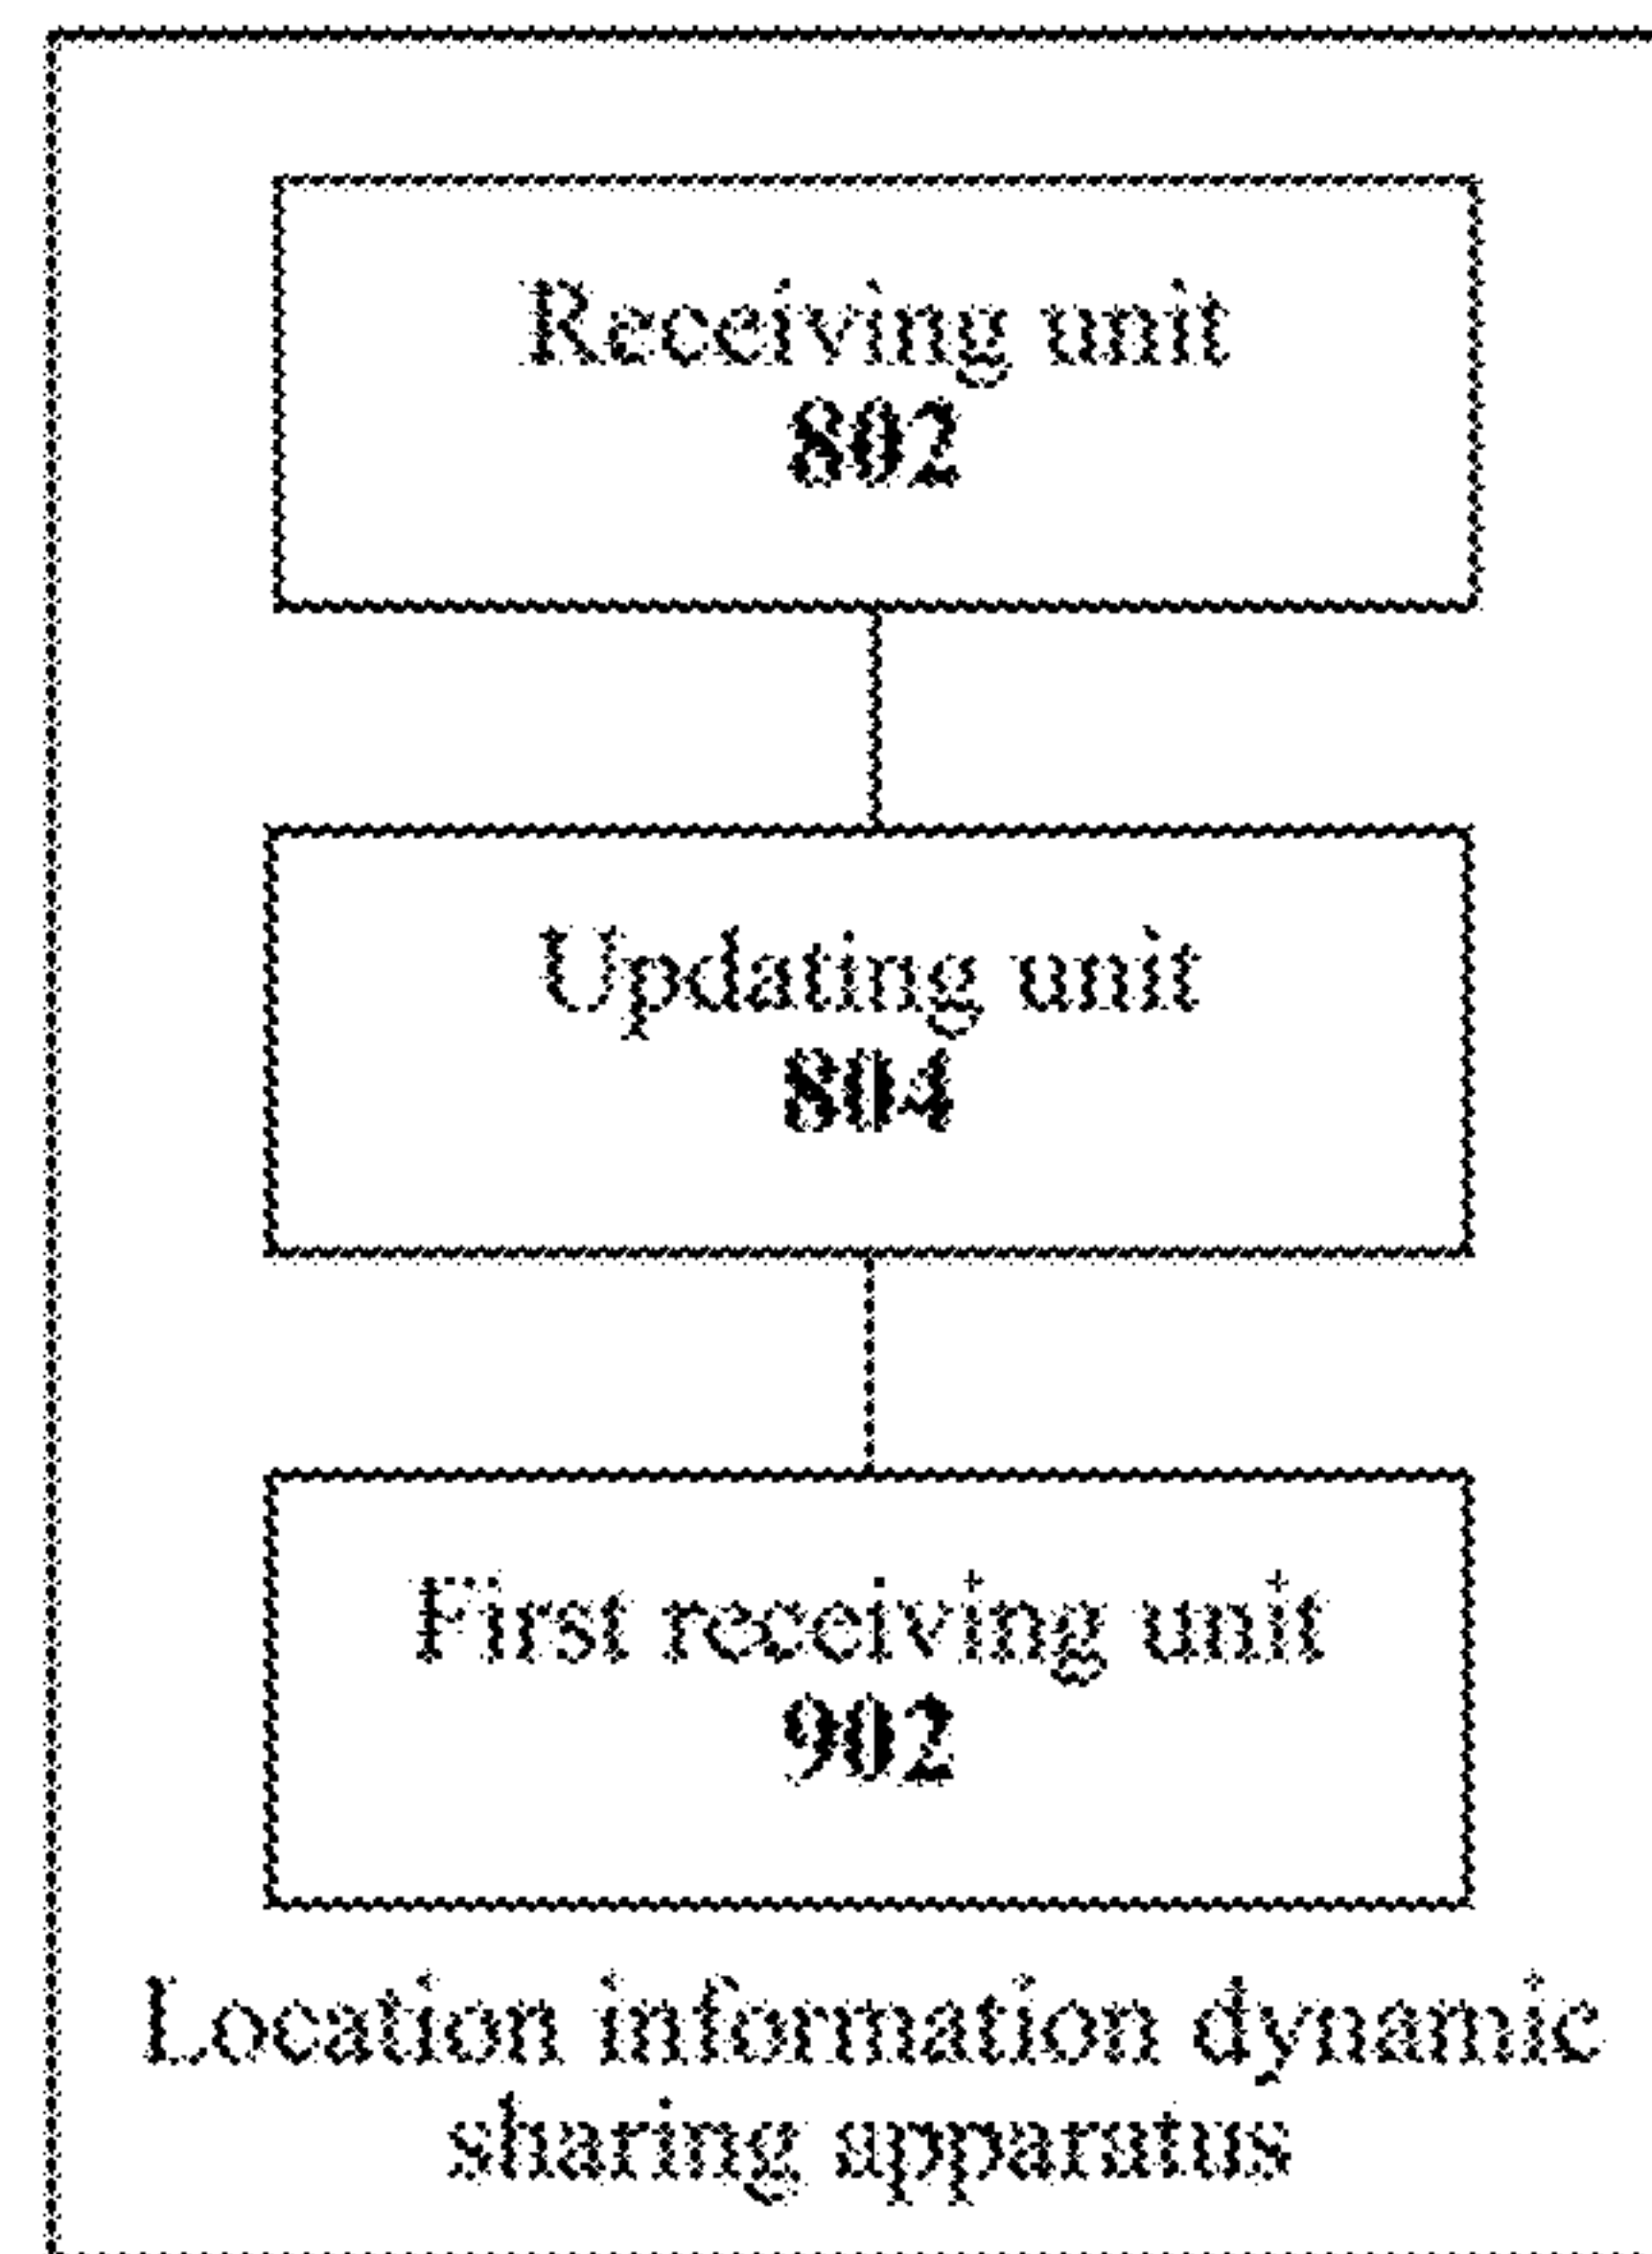 Receiving unit
802
Updating unit
804
First receiving unit
902
Location information dynamic
sharing apparatus